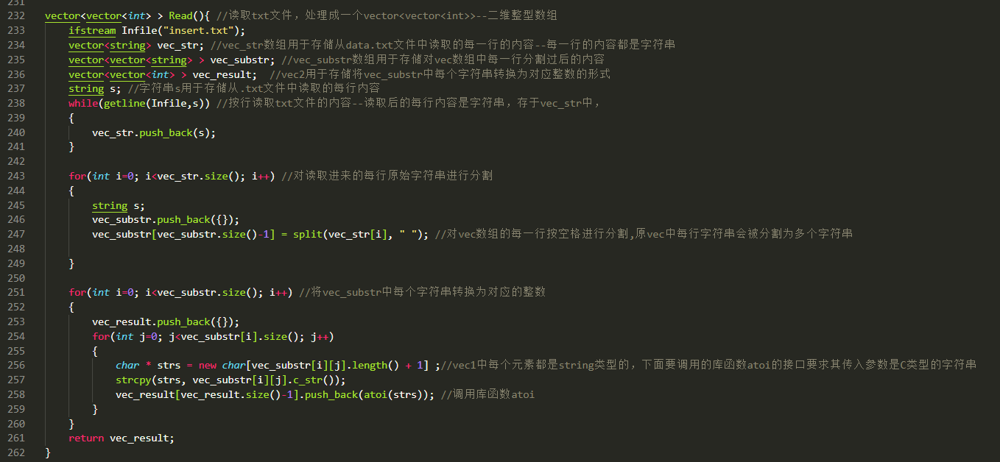 231
232 vector<vector<int> > Read(){ //读取txt文件，处理成一个vector<vector<int>>--二维整型数组
233 ifstream Infile("insert.txt");
234 vector<string> vec_str; //vec_str数组用于存储从data.txt文件中读取的每一行的内容--每一行的内容都是字符串
235 vector<vector<string> > vec_substr; //vec_substr数组用于存储对vec数组中每一行分割过后的内容
236 vector<vector<int> > vec_result;  //vec2用于存储将vec_substr中每个字符串转换为对应整数的形式
237 string s; //字符串s用于存储从.txt文件中读取的每行内容
238 while(getline(Infile,s)) //按行读取txt文件的内容--读取后的每行内容是字符串，存于vec_str中，
239 {
240 vec_str.push_back(s);
241 }
242
243 for(int i=0; i<vec_str.size(); i++) //对读取进来的每行原始字符串进行分割
244 {
245 string s;
246 vec_substr.push_back({});
247 vec_substr[vec_substr.size()-1] = split(vec_str[i], " "); //对vec数组的每一行按空格进行分割,原vec中每行字符串会被分割为多个字符串
248
249 }
250
251 for(int i=0; i<vec_substr.size(); i++) //将vec_substr中每个字符串转换为对应的整数
252 {
253 vec_result.push_back({});
254 for(int j=0; j<vec_substr[i].size(); j++)
255 {
256 char * strs = new char[vec_substr[i][j].length() + 1] ;//vec1中每个元素都是string类型的，下面要调用的库函数atoi的接口要求其传入参数是C类型的字符串
257 strcpy(strs, vec_substr[i][j].c_str());
258 vec_result[vec_result.size()-1].push_back(atoi(strs)); //调用库函数atoi
259 }
260 }
261 return vec_result;
262 }